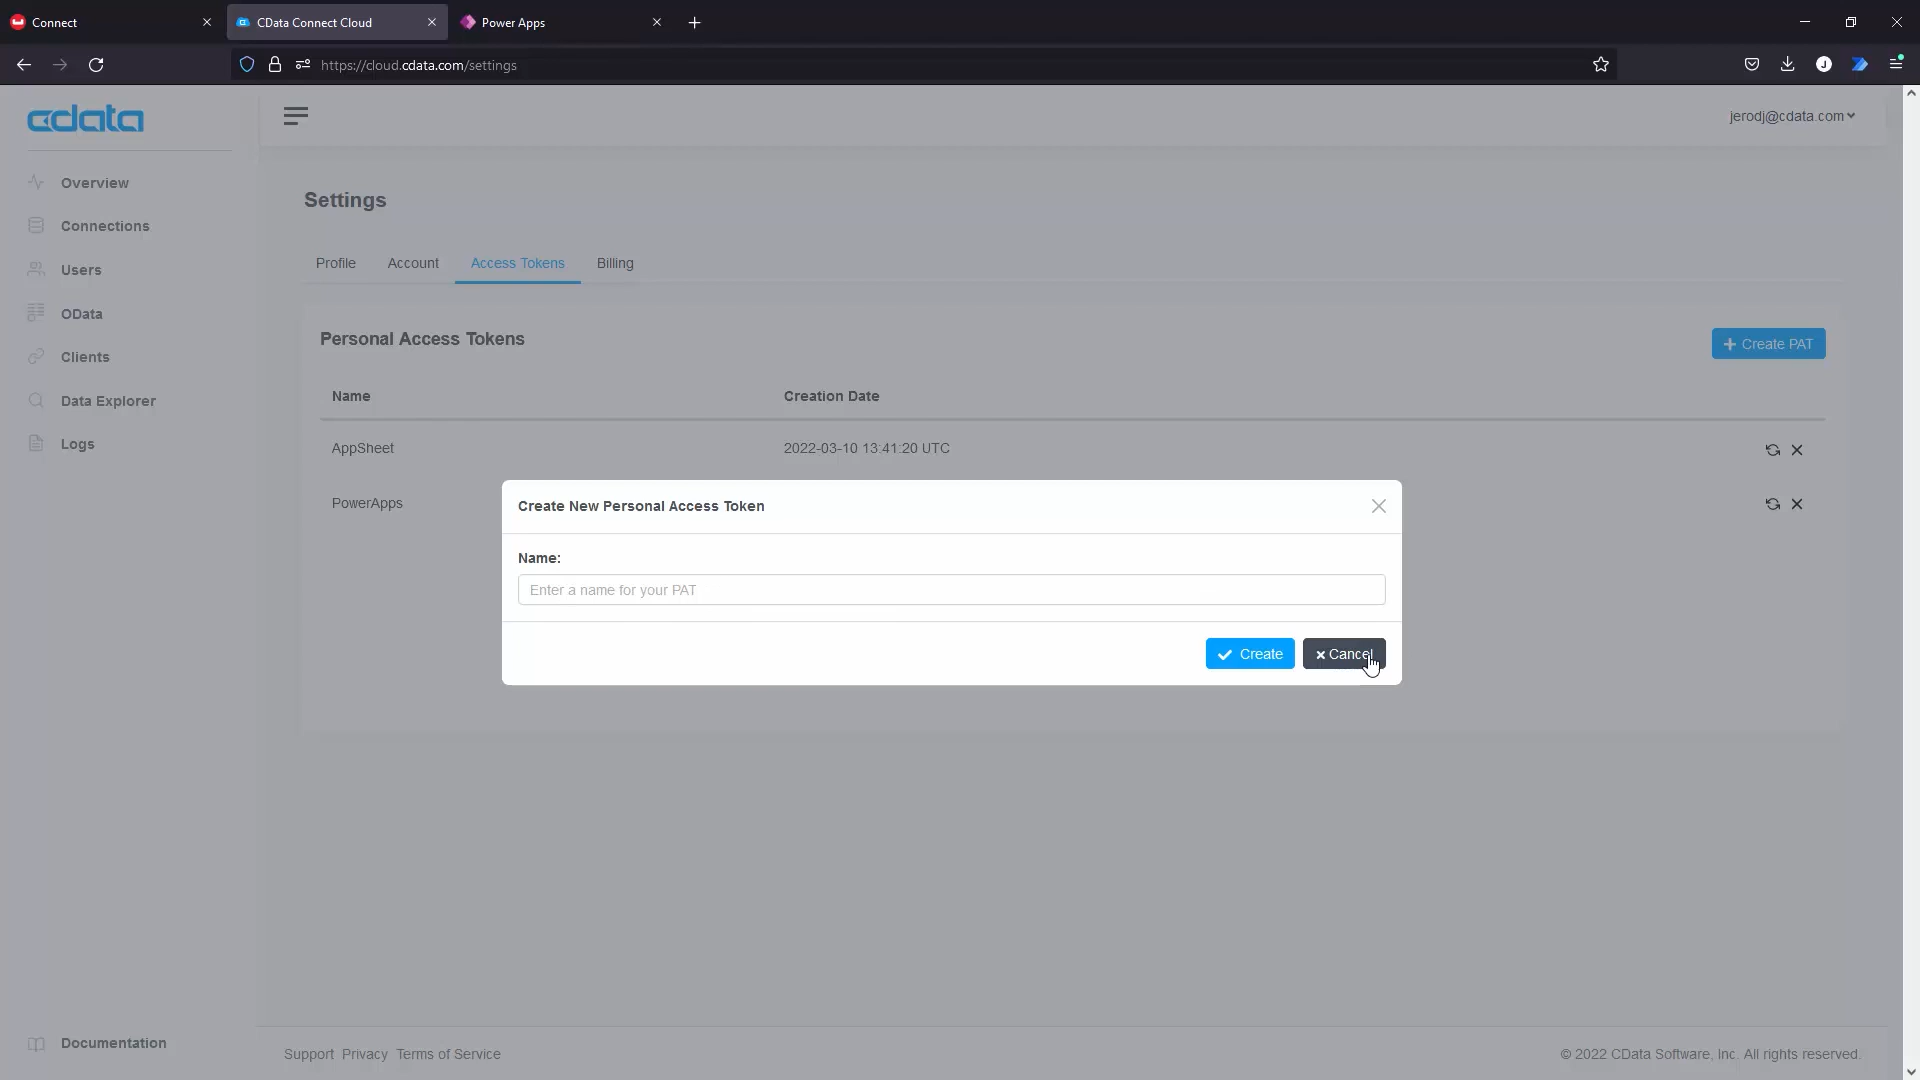 Connect
CData Connect Cloud
Power Apps
https://cloud.cdata.com/settings
cdata
jerodj@cdata.com
Overview
Connections
Users
OData
Clients
Data Explorer
Logs
Settings
Profile Account Access Tokens Billing
Personal Access Tokens
+ Create PAT
Name Creation Date
AppSheet 2022-03-10 13:41:20 UTC
PowerApps
Create New Personal Access Token
Name:
Enter a name for your PAT
Create
Cancel
Documentation
Support Privacy Terms of Service
© 2022 CData Software, Inc. All rights reserved.